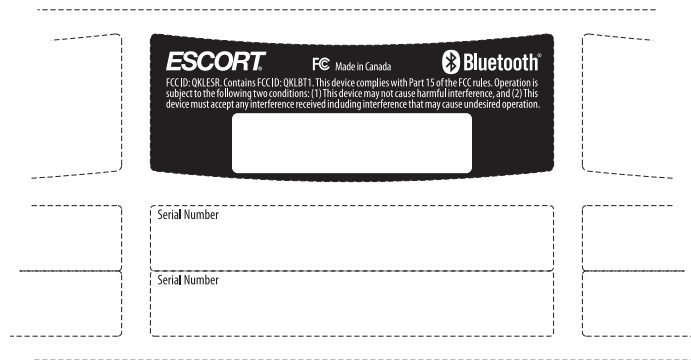 ESCORT® FC Made in Canada Bluetooth®
FCC ID: QKLESR. Contains FCC ID: QKLBT1. This device complies with Part 15 of the FCC rules. Operation is
subject to the following two conditions: (1) This device may not cause harmful interference, and (2) This
device must accept any interference received including interference that may cause undesired operation.
Serial Number
Serial Number